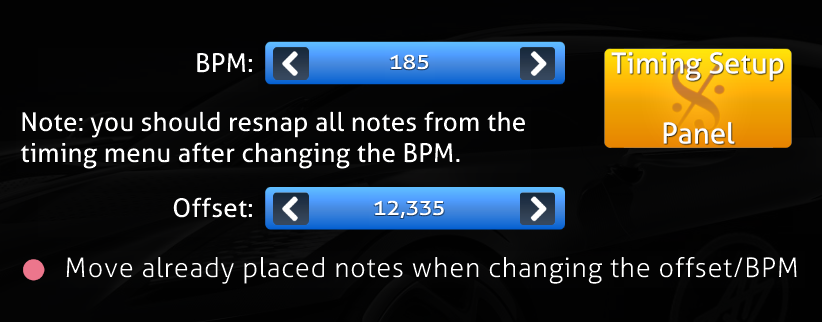 BPM: 185
Timing Setup
Panel
Note: you should resnap all notes from the
timing menu after changing the BPM.
Offset: 12,335
Move already placed notes when changing the offset/BPM